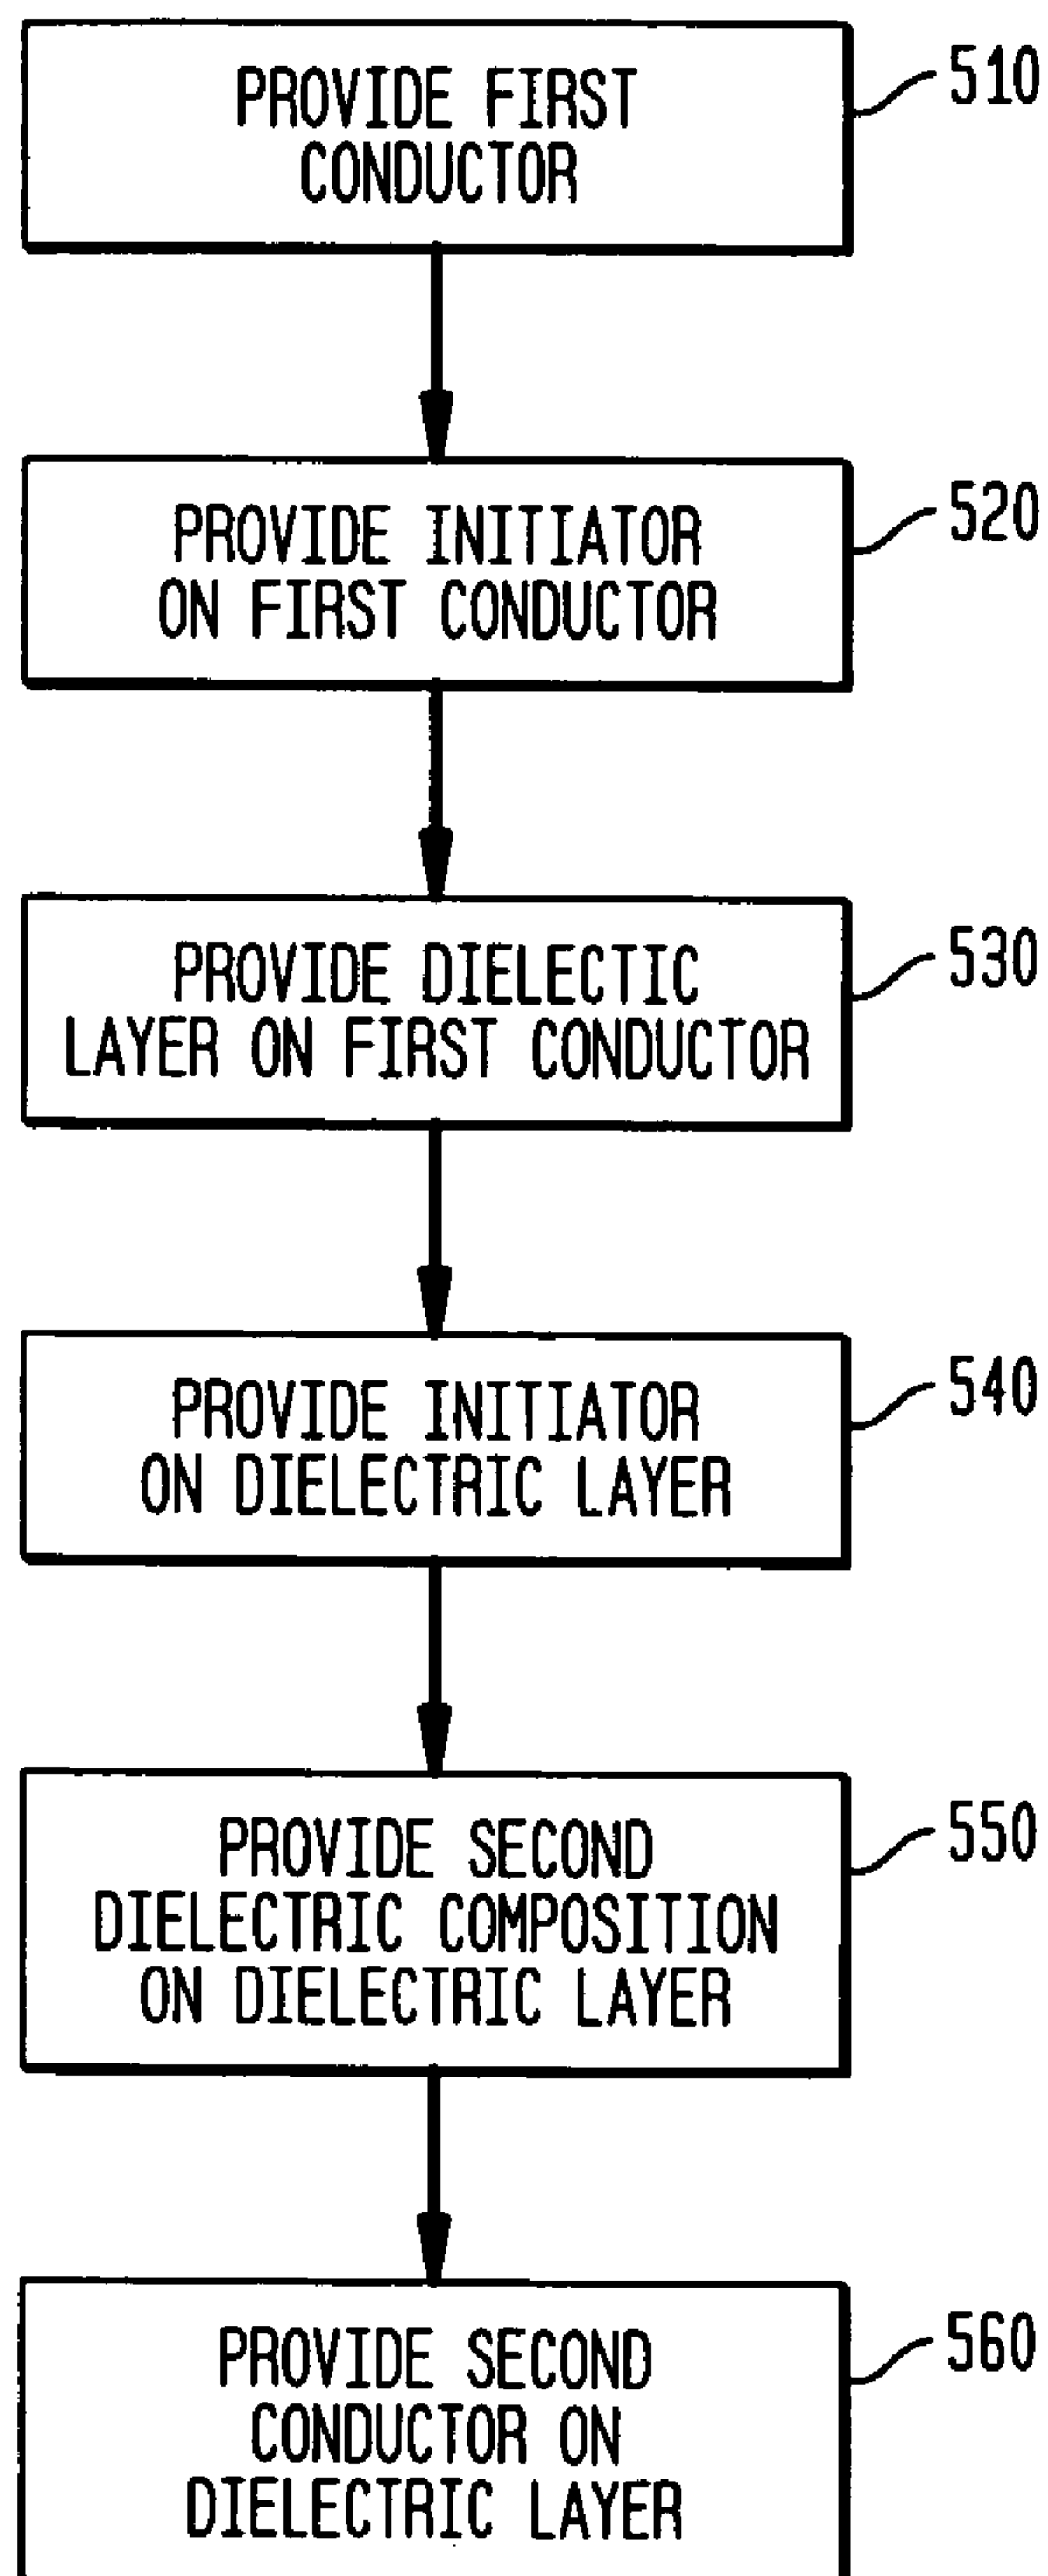 PROVIDE FIRST
CONDUCTOR
510
PROVIDE INITIATOR
ON FIRST CONDUCTOR
520
PROVIDE DIELECTIC
LAYER ON FIRST CONDUCTOR
530
PROVIDE INITIATOR
ON DIELECTRIC LAYER
540
PROVIDE SECOND
DIELECTRIC COMPOSITION
ON DIELECTRIC LAYER
550
PROVIDE SECOND
CONDUCTOR ON
DIELECTRIC LAYER
560